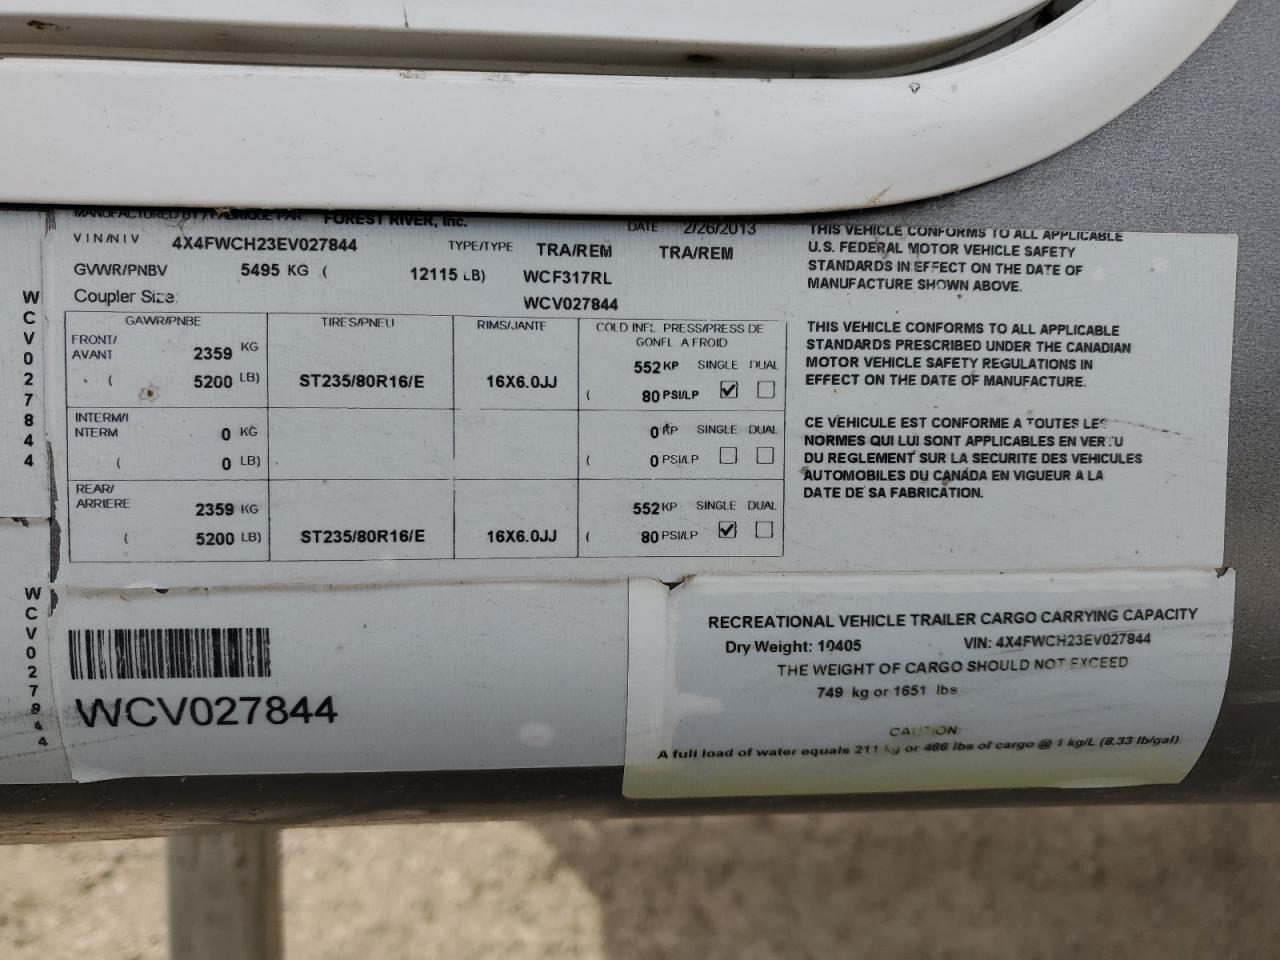 MANUFACTURED BY / FABRIQUE PAR FOREST RIVER, Inc. DATE 2/26/2013
VIN/NIV 4X4FWCH23EV027844 TYPE/TYPE TRA/REM TRA/REM
GVWR/PNBV 5495 KG ( 12115 LB) WCF317RL
Coupler Size: WCV027844
GAWR/PNBE TIRES/PNEU RIMS/JANTE COLD INFL. PRESS/PRESS DE
GONFL. A FROID
FRONT/
AVANT 2359 KG 552 KP SINGLE DUAL
( 5200 LB) ST235/80R16/E 16X6.0JJ ( 80 PSI/LP
INTERM/I
NTERM 0 KG 0 KP SINGLE DUAL
( 0 LB) ( 0 PSI/LP
REAR/
ARRIERE 2359 KG 552 KP SINGLE DUAL
( 5200 LB) ST235/80R16/E 16X6.0JJ ( 80 PSI/LP
THIS VEHICLE CONFORMS TO ALL APPLICABLE
U.S. FEDERAL MOTOR VEHICLE SAFETY
STANDARDS IN EFFECT ON THE DATE OF
MANUFACTURE SHOWN ABOVE.
THIS VEHICLE CONFORMS TO ALL APPLICABLE
STANDARDS PRESCRIBED UNDER THE CANADIAN
MOTOR VEHICLE SAFETY REGULATIONS IN
EFFECT ON THE DATE OF MANUFACTURE.
CE VEHICULE EST CONFORME A TOUTES LES
NORMES QUI LUI SONT APPLICABLES EN VERTU
DU REGLEMENT SUR LA SECURITE DES VEHICULES
AUTOMOBILES DU CANADA EN VIGUEUR A LA
DATE DE SA FABRICATION.
WCV027844
WCV027844
WCV027844
RECREATIONAL VEHICLE TRAILER CARGO CARRYING CAPACITY
Dry Weight: 10405 VIN: 4X4FWCH23EV027844
THE WEIGHT OF CARGO SHOULD NOT EXCEED
749 kg or 1651 lbs
CAUTION:
A full load of water equals 211 kg or 466 lbs of cargo @ 1 kg/L (8.33 lb/gal)